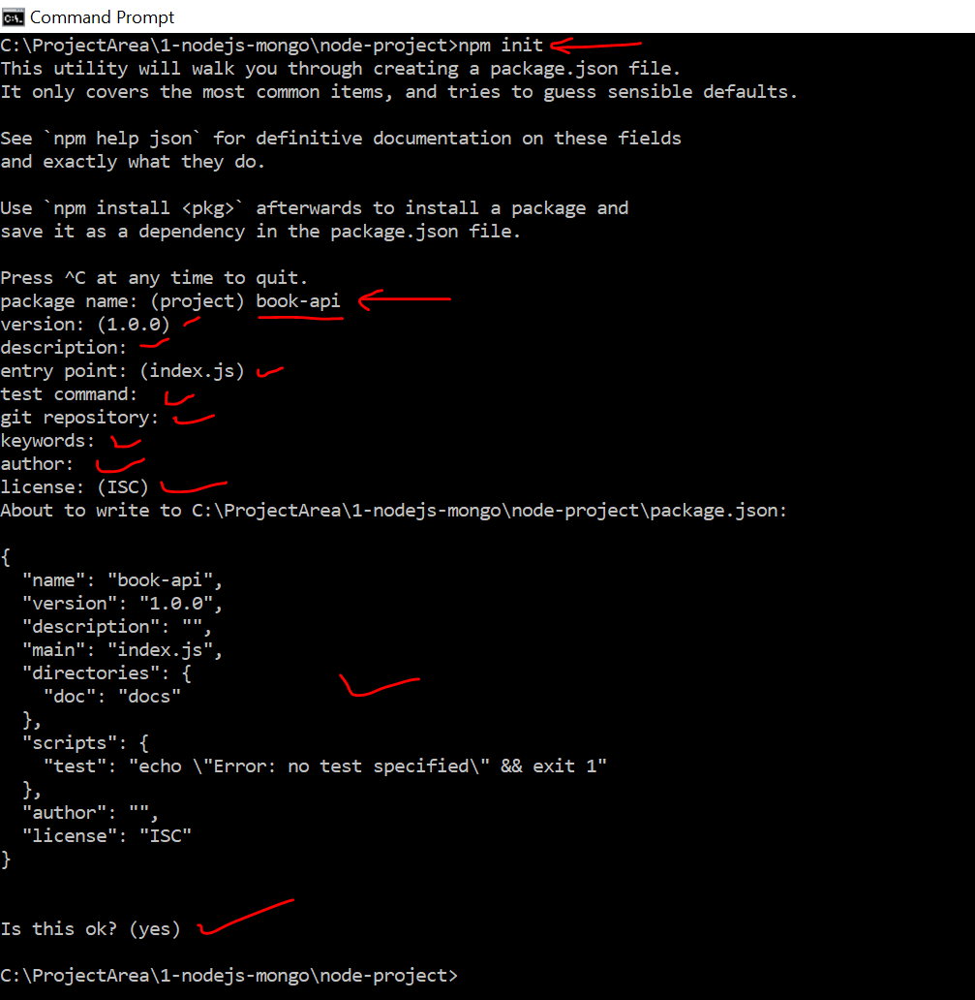 Command Prompt
C:\ProjectArea\1-nodejs-mongo\node-project>npm init
This utility will walk you through creating a package.json file.
It only covers the most common items, and tries to guess sensible defaults.
See `npm help json` for definitive documentation on these fields
and exactly what they do.
Use `npm install <pkg>` afterwards to install a package and
save it as a dependency in the package.json file.
Press ^C at any time to quit.
package name: (project) book-api
version: (1.0.0)
description:
entry point: (index.js)
test command:
git repository:
keywords:
author:
license: (ISC)
About to write to C:\ProjectArea\1-nodejs-mongo\node-project\package.json:
{
  "name": "book-api",
  "version": "1.0.0",
  "description": "",
  "main": "index.js",
  "directories": {
    "doc": "docs"
  },
  "scripts": {
    "test": "echo \"Error: no test specified\" && exit 1"
  },
  "author": "",
  "license": "ISC"
}
Is this ok? (yes)
C:\ProjectArea\1-nodejs-mongo\node-project>